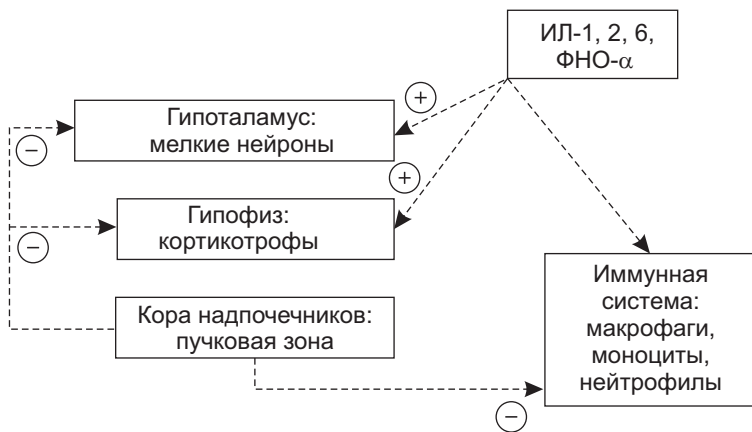 ИЛ-1, 2, 6,
ФНО-α
+
Гипоталамус:
мелкие нейроны
−
+
Гипофиз:
кортикотрофы
−
Кора надпочечников:
пучковая зона
Иммунная
система:
макрофаги,
моноциты,
нейтрофилы
−